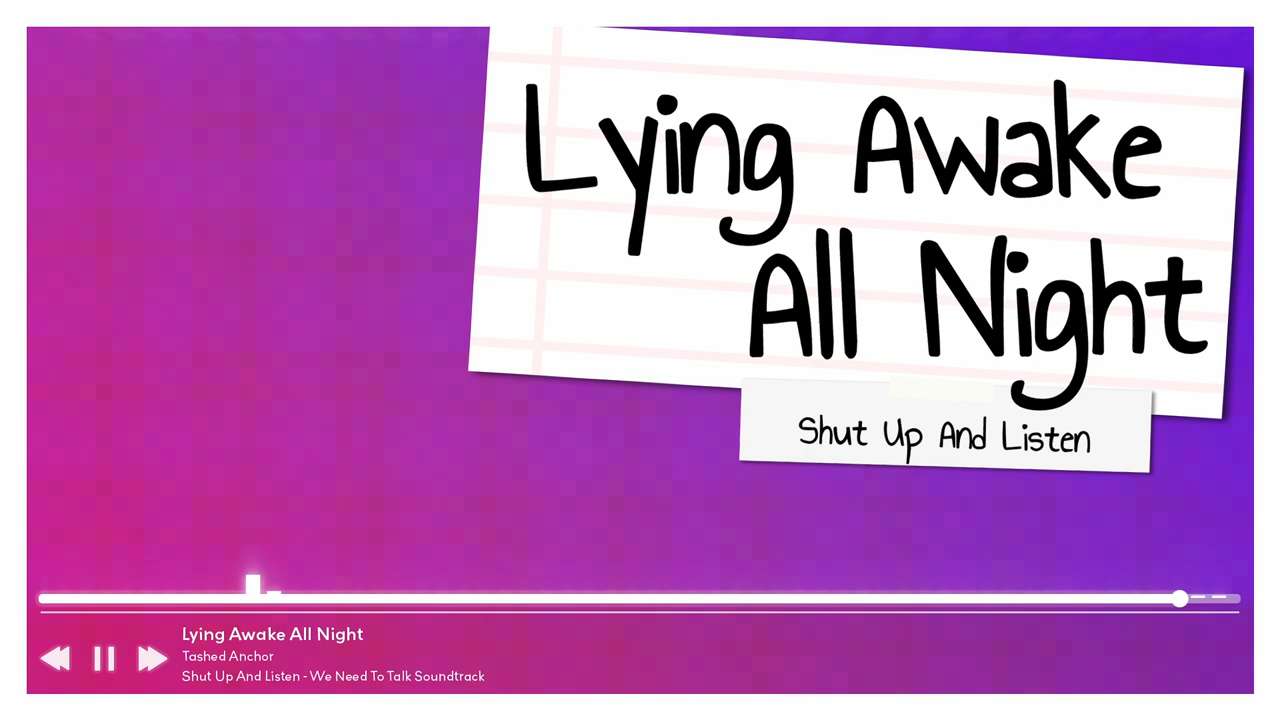 Lying Awake
All Night
Shut Up And Listen
Lying Awake All Night
Tashed Anchor
Shut Up And Listen - We Need To Talk Soundtrack